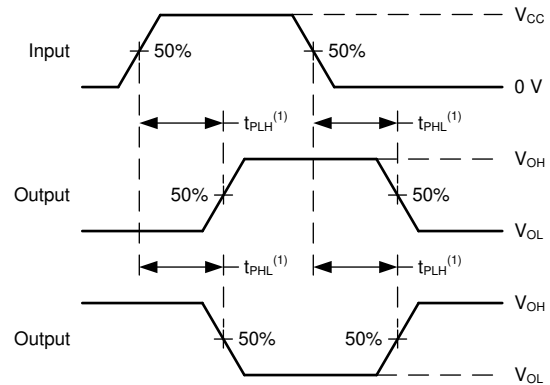 V_CC
Input 50% 50%
0 V
t_PLH^(1) t_PHL^(1)
V_OH
Output 50% 50%
V_OL
t_PHL^(1) t_PLH^(1)
V_OH
Output 50% 50%
V_OL